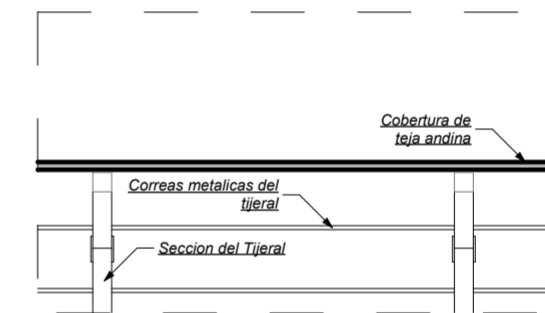 Cobertura de
teja andina
Correas metalicas del
tijeral
Seccion del Tijeral